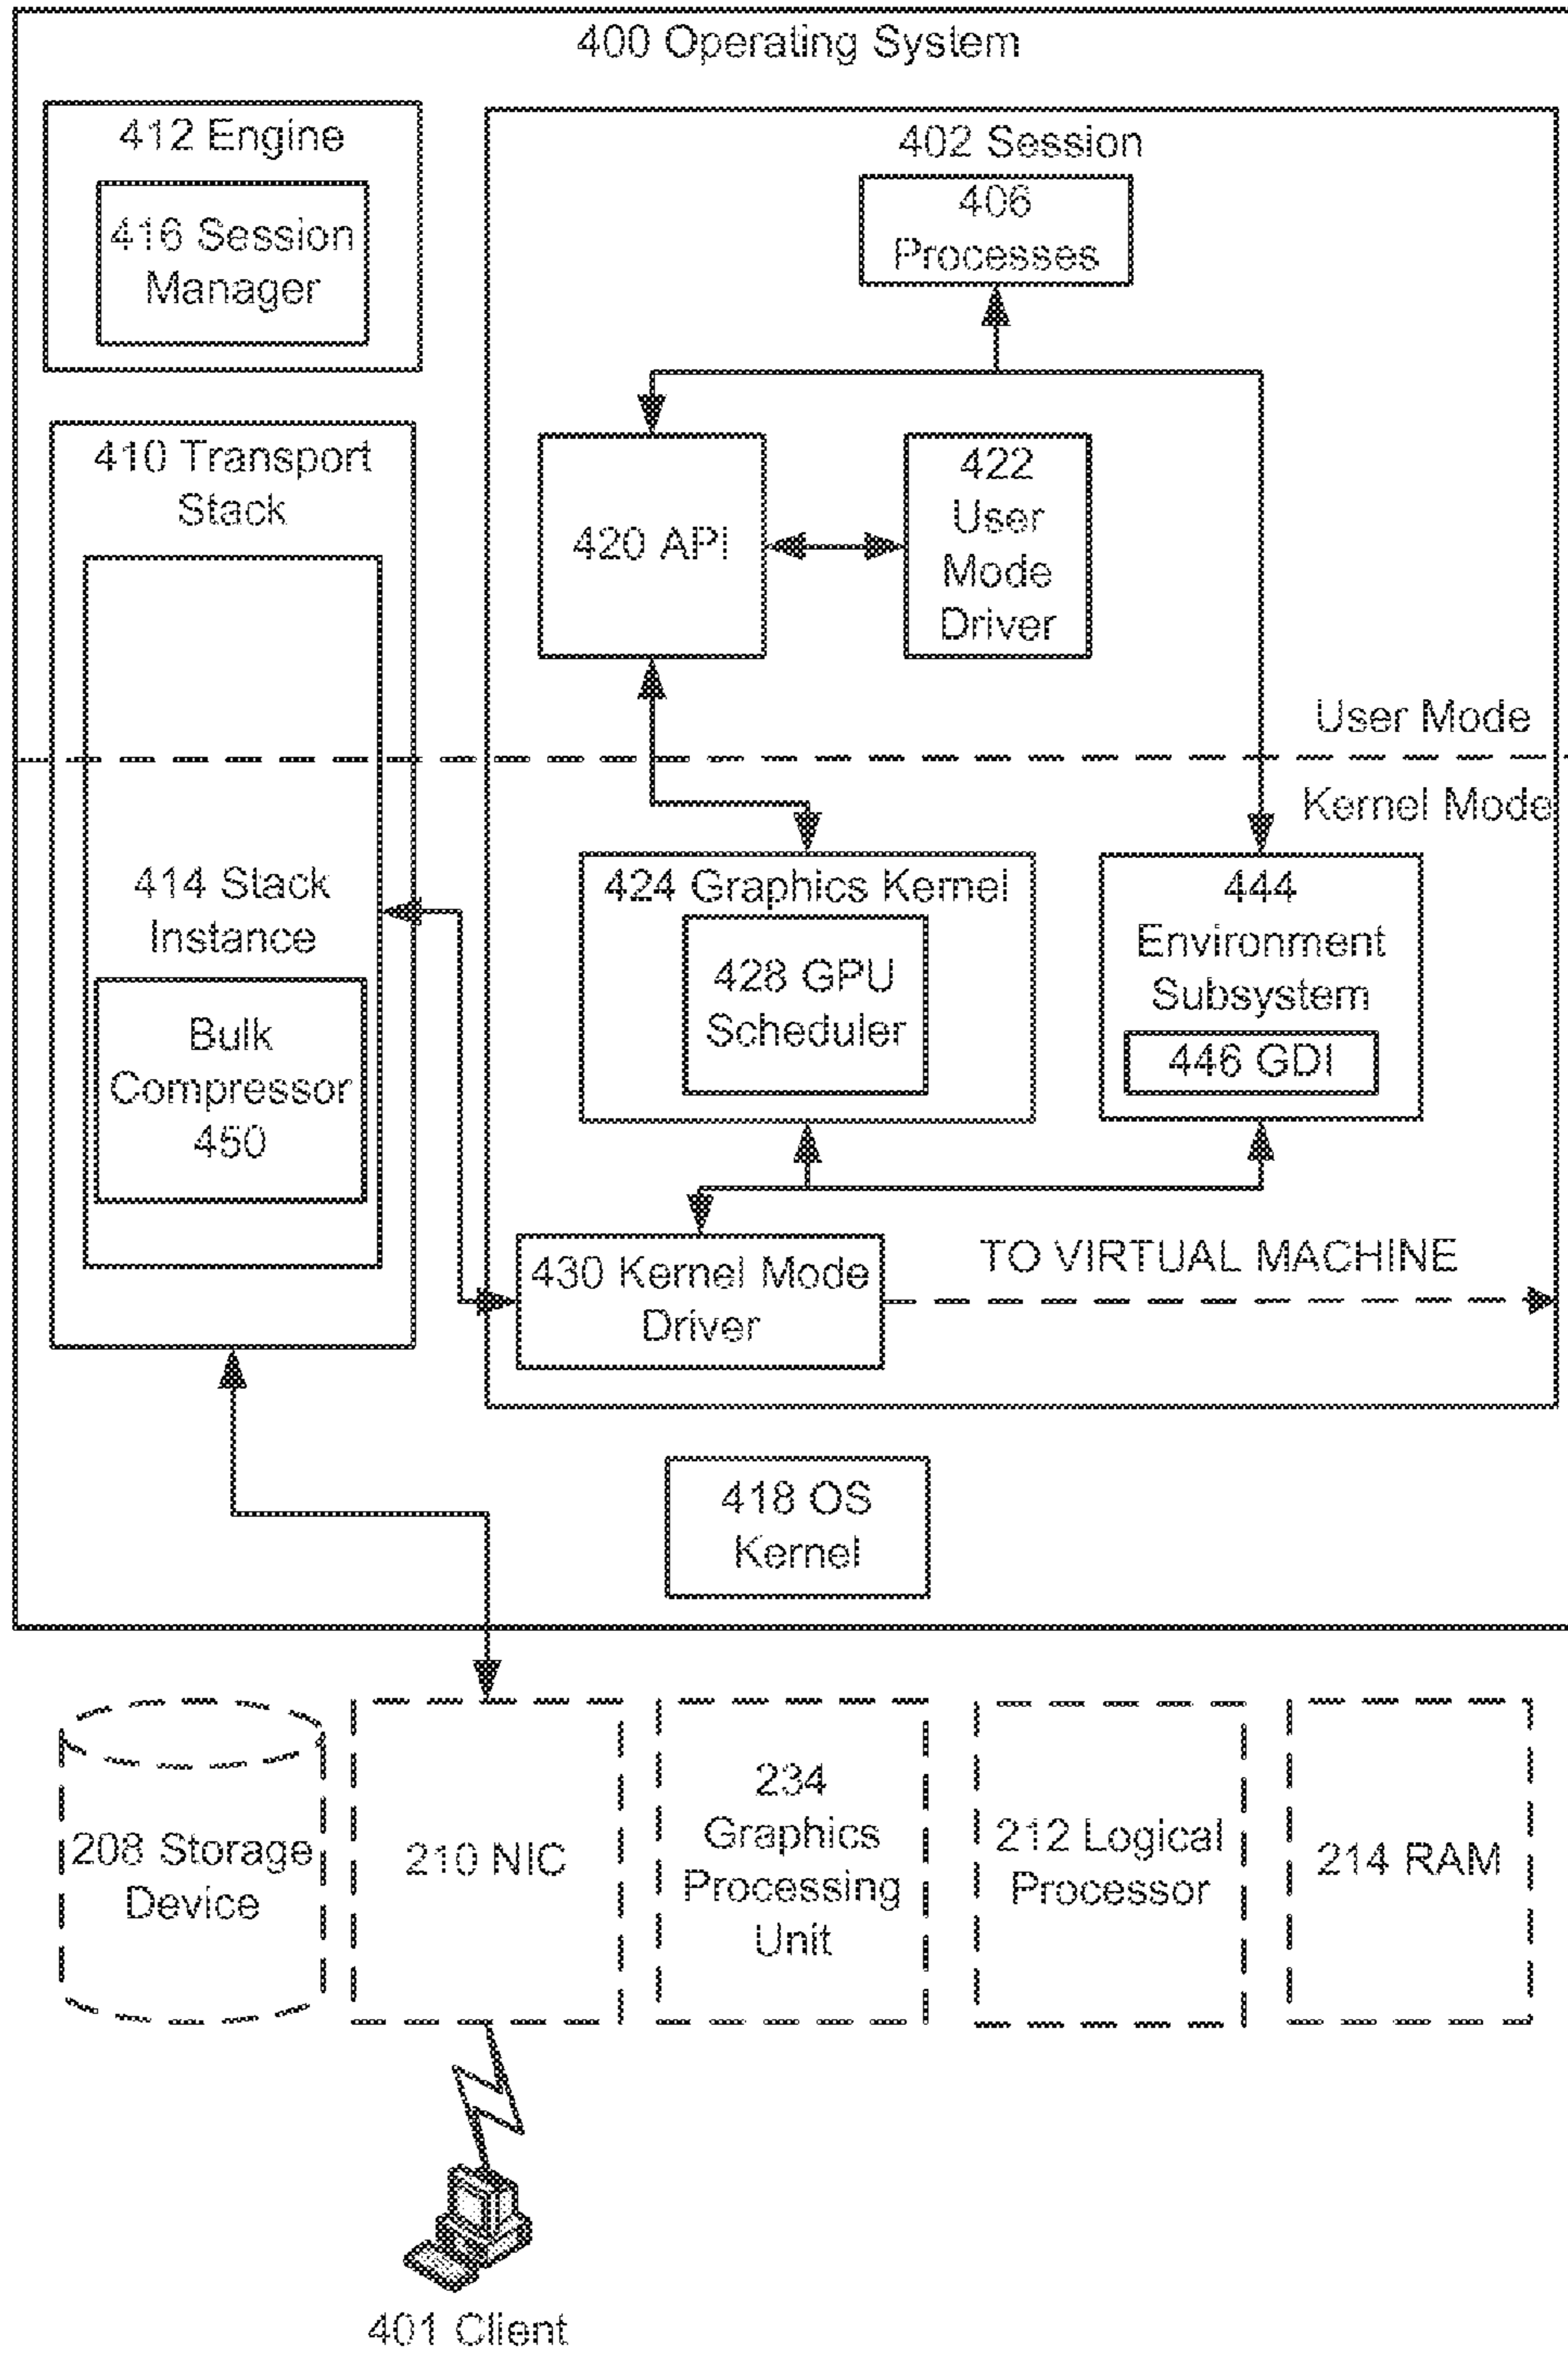 400 Operating System
412 Engine
416 Session
Manager
402 Session
406
Processes
410 Transport
Stack
420 API
422
User
Mode
Driver
User Mode
Kernel Mode
414 Stack
Instance
Bulk
Compressor
450
424 Graphics Kernel
428 GPU
Scheduler
444
Environment
Subsystem
446 GDI
430 Kernel Mode
Driver
TO VIRTUAL MACHINE
418 OS
Kernel
208 Storage
Device
210 NIC
234
Graphics
Processing
Unit
212 Logical
Processor
214 RAM
401 Client